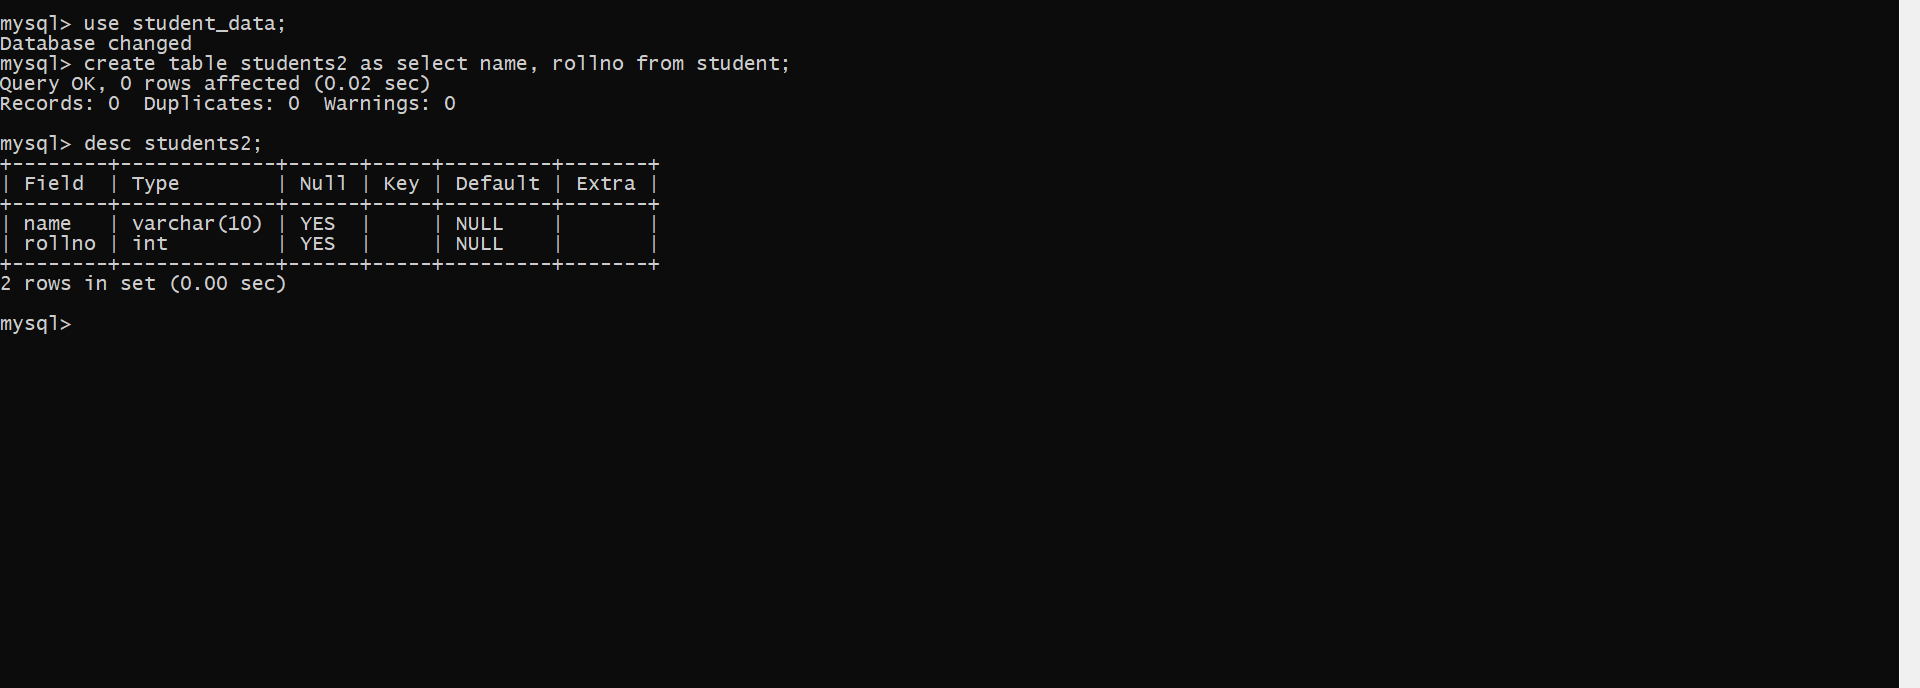 mysql> use student_data;
Database changed
mysql> create table students2 as select name, rollno from student;
Query OK, 0 rows affected (0.02 sec)
Records: 0  Duplicates: 0  Warnings: 0

mysql> desc students2;
+--------+-------------+------+-----+---------+-------+
| Field  | Type        | Null | Key | Default | Extra |
+--------+-------------+------+-----+---------+-------+
| name   | varchar(10) | YES  |     | NULL    |       |
| rollno | int         | YES  |     | NULL    |       |
+--------+-------------+------+-----+---------+-------+
2 rows in set (0.00 sec)

mysql>